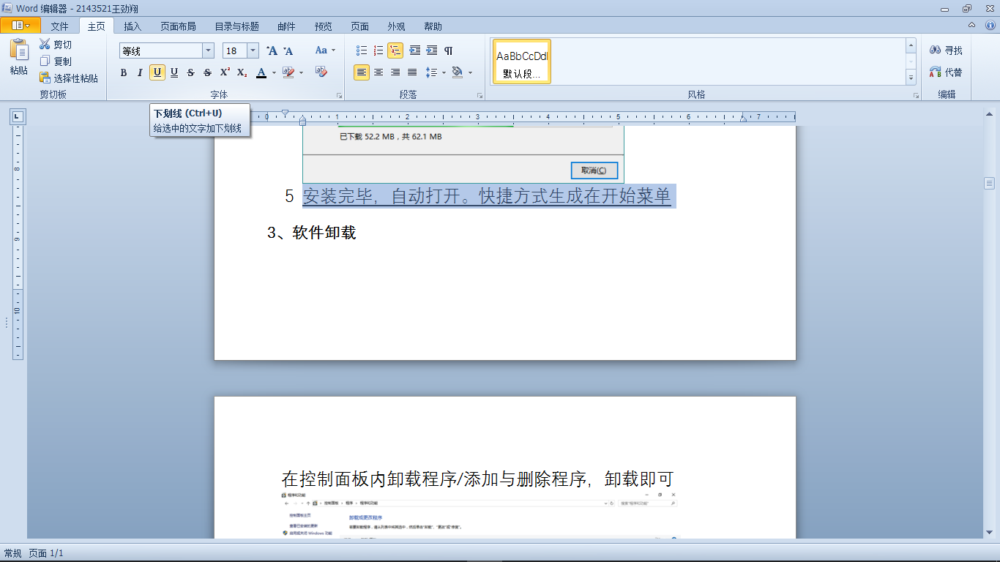 Word 编辑器 - 2143521王劲翔
文件 主页 插入 页面布局 目录与标题 邮件 预览 页面 外观 帮助
粘贴
剪切
复制
选择性粘贴
剪切板
等线 18
Aa
B I U U S S X² X₂ A
字体
段落
AaBbCcDd
默认段...
风格
寻找
代替
编辑
下划线 (Ctrl+U)
给选中的文字加下划线
0 1 2 3 4 5 6 7
8
9
10
已下载 52.2 MB，共 62.1 MB
取消(C)
5 安装完毕，自动打开。快捷方式生成在开始菜单
3、软件卸载
在控制面板内卸载程序/添加与删除程序，卸载即可
程序和功能
控制面板 程序 程序和功能 搜索"程序和功能"
控制面板主页
卸载或更改程序
查看已安装的更新
若要卸载程序，请从列表中将其选中，然后单击"卸载"、"更改"或"修复"。
启用或关闭 Windows 功能
常规 页面 1/1